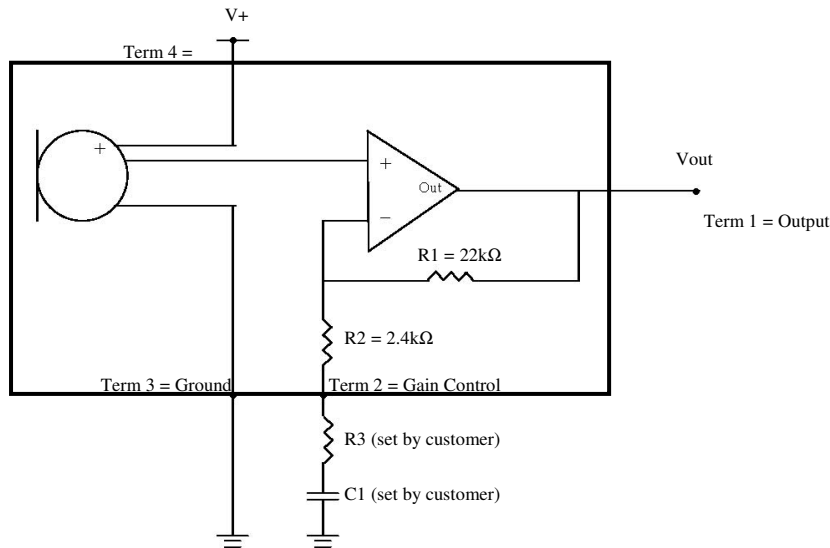 V+
Term 4 =
+
+
Out
−
Vout
Term 1 = Output
R1 = 22kΩ
R2 = 2.4kΩ
Term 3 = Ground
Term 2 = Gain Control
R3 (set by customer)
C1 (set by customer)